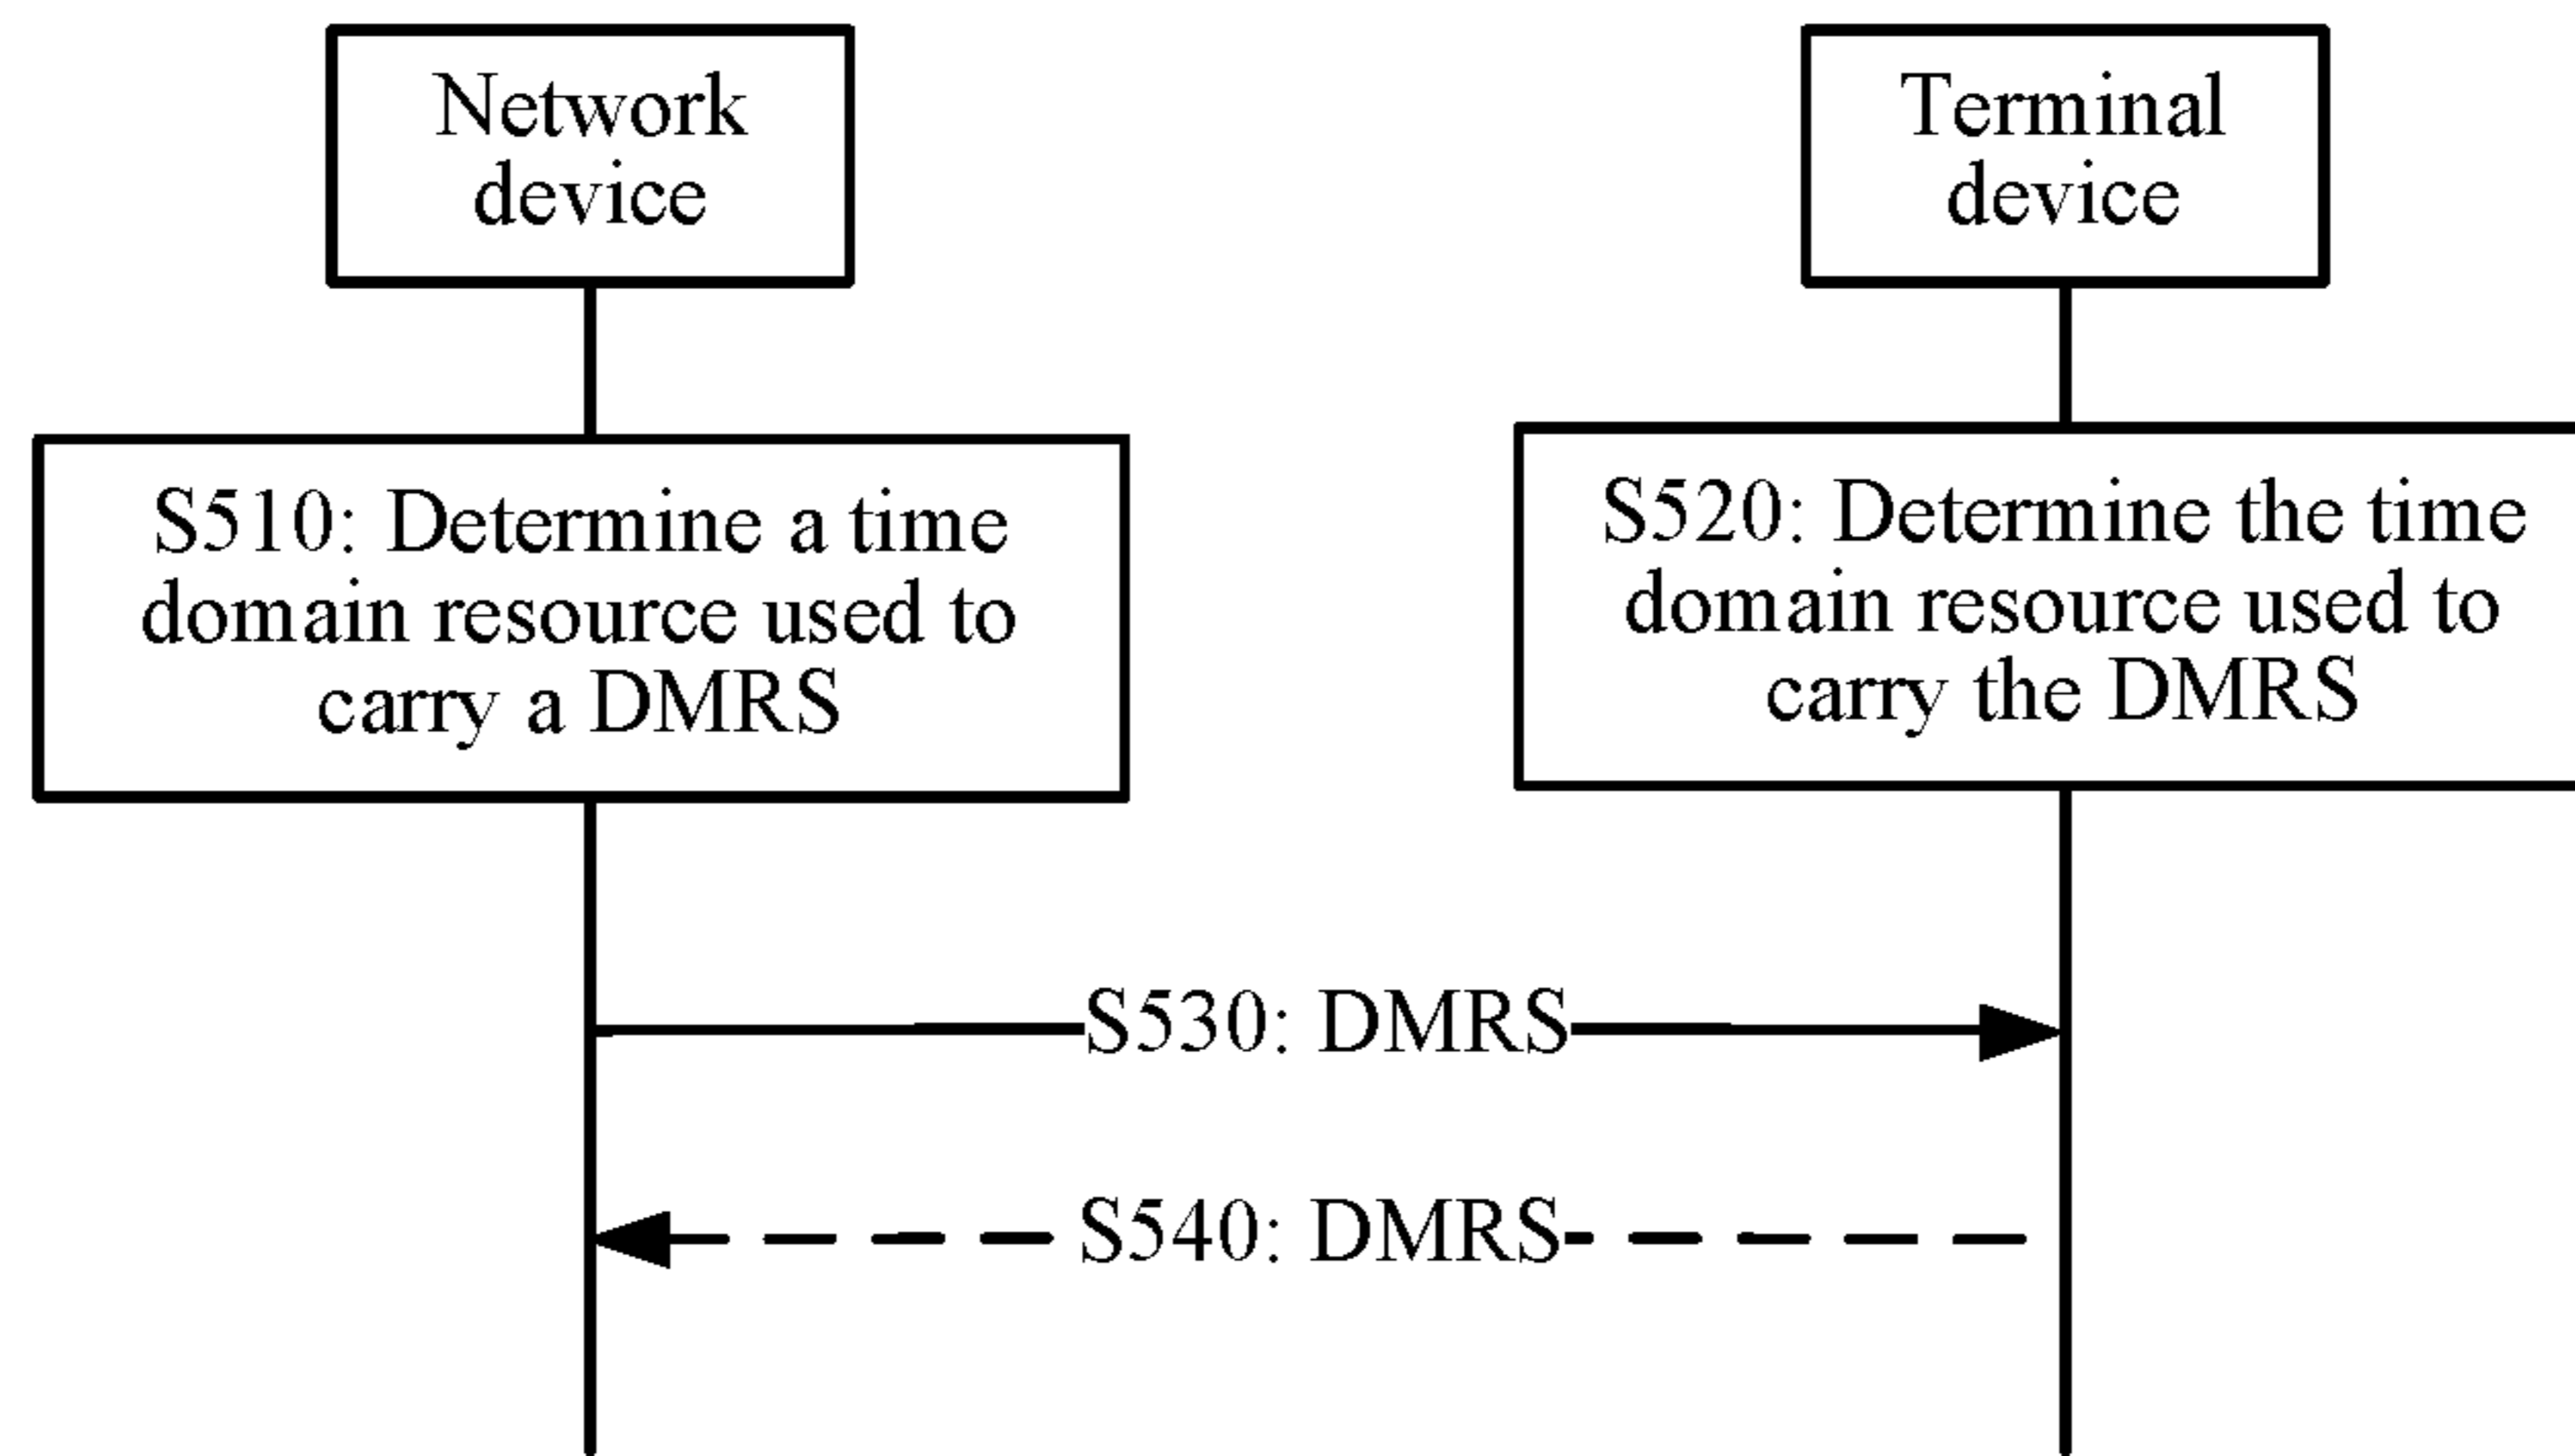 Network
device
Terminal
device
S510: Determine a time
domain resource used to
carry a DMRS
S520: Determine the time
domain resource used to
carry the DMRS
S530: DMRS
S540: DMRS